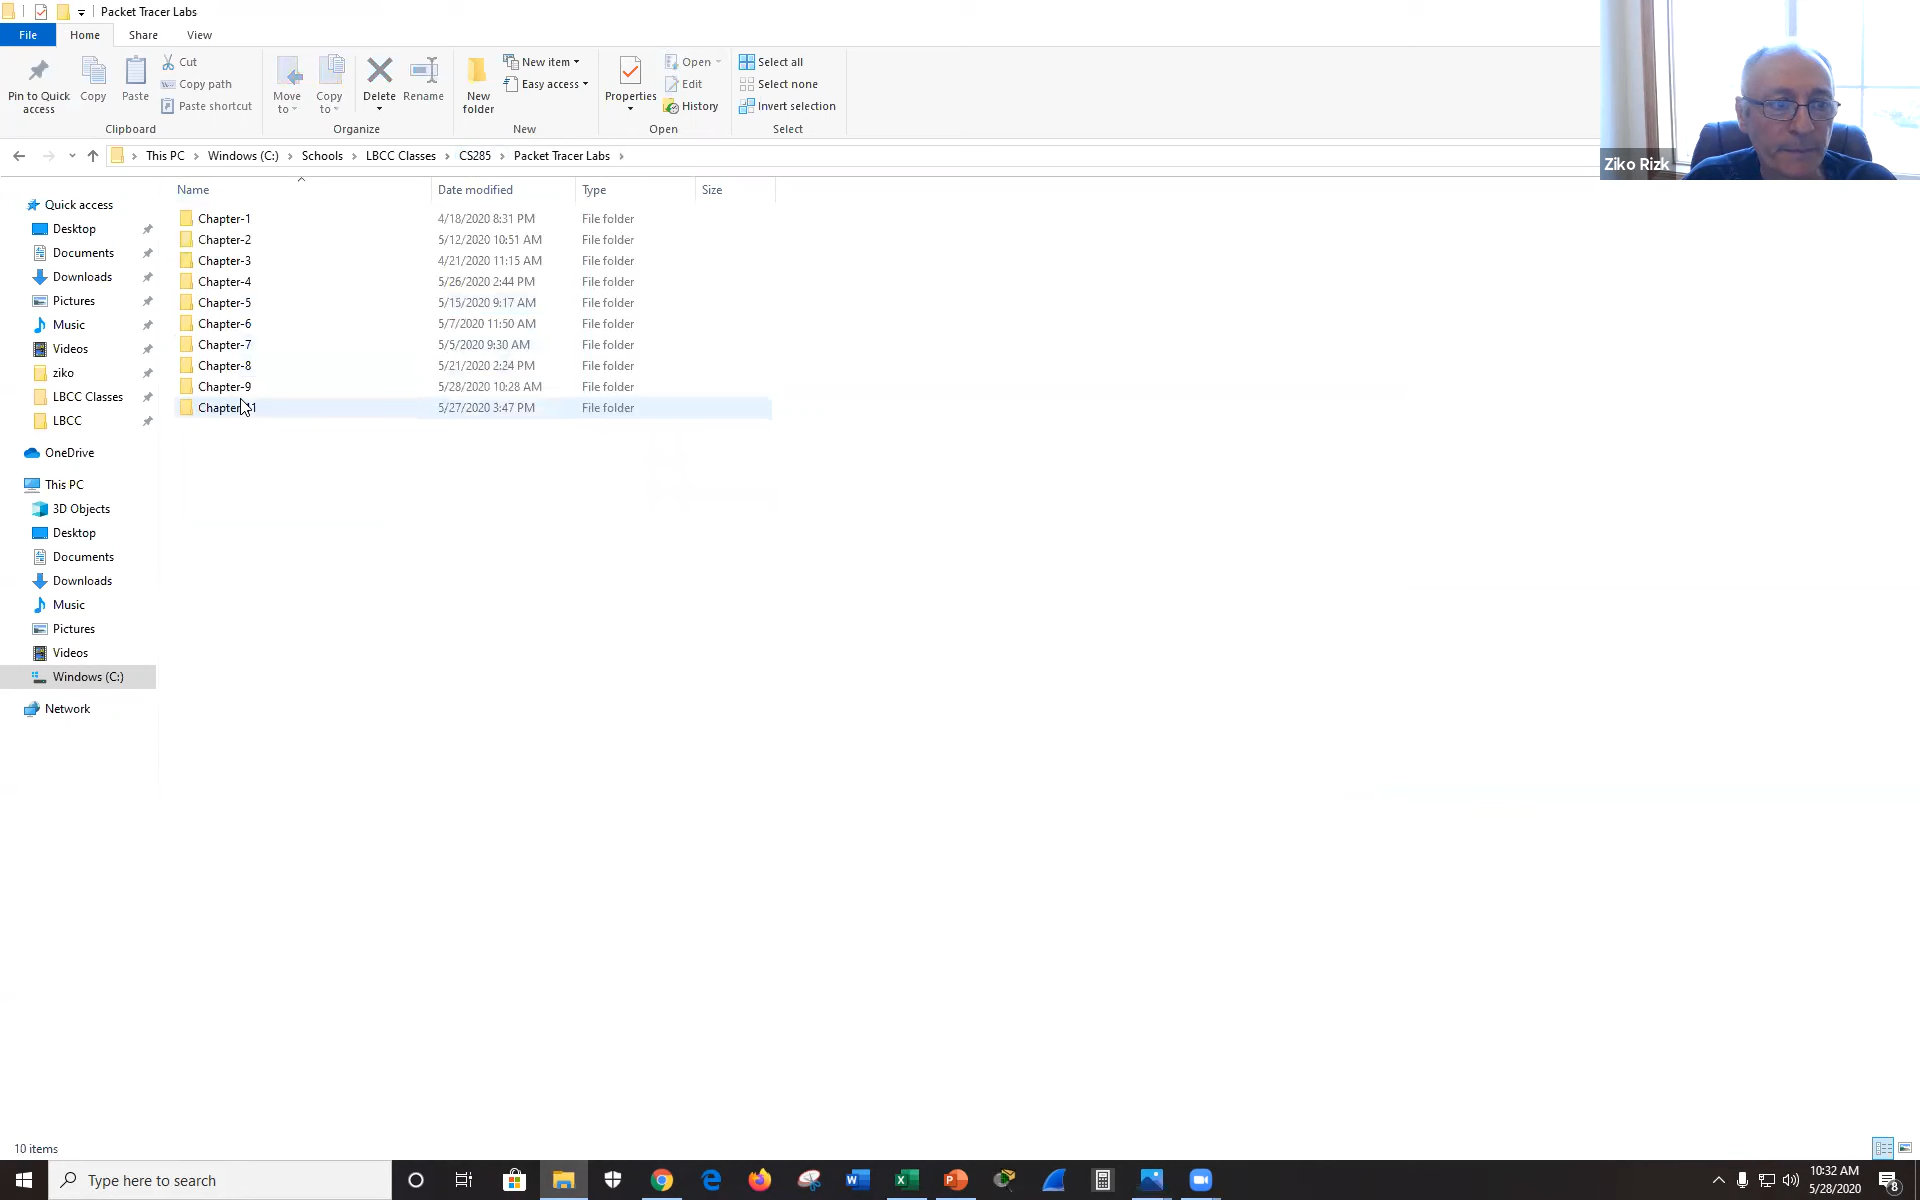 Packet Tracer Labs
File Home Share View
Pin to Quick access
Copy
Paste
Cut
Copy path
Paste shortcut
Clipboard
Move to
Copy to
Delete
Rename
Organize
New folder
New item
Easy access
New
Properties
Open
Edit
History
Open
Select all
Select none
Invert selection
Select
This PC > Windows (C:) > Schools > LBCC Classes > CS285 > Packet Tracer Labs >
Ziko Rizk
Name Date modified Type Size
Chapter-1 4/18/2020 8:31 PM File folder
Chapter-2 5/12/2020 10:51 AM File folder
Chapter-3 4/21/2020 11:15 AM File folder
Chapter-4 5/26/2020 2:44 PM File folder
Chapter-5 5/15/2020 9:17 AM File folder
Chapter-6 5/7/2020 11:50 AM File folder
Chapter-7 5/5/2020 9:30 AM File folder
Chapter-8 5/21/2020 2:24 PM File folder
Chapter-9 5/28/2020 10:28 AM File folder
Chapter-11 5/27/2020 3:47 PM File folder
Quick access
Desktop
Documents
Downloads
Pictures
Music
Videos
ziko
LBCC Classes
LBCC
OneDrive
This PC
3D Objects
Desktop
Documents
Downloads
Music
Pictures
Videos
Windows (C:)
Network
10 items
Type here to search
10:32 AM
5/28/2020
8